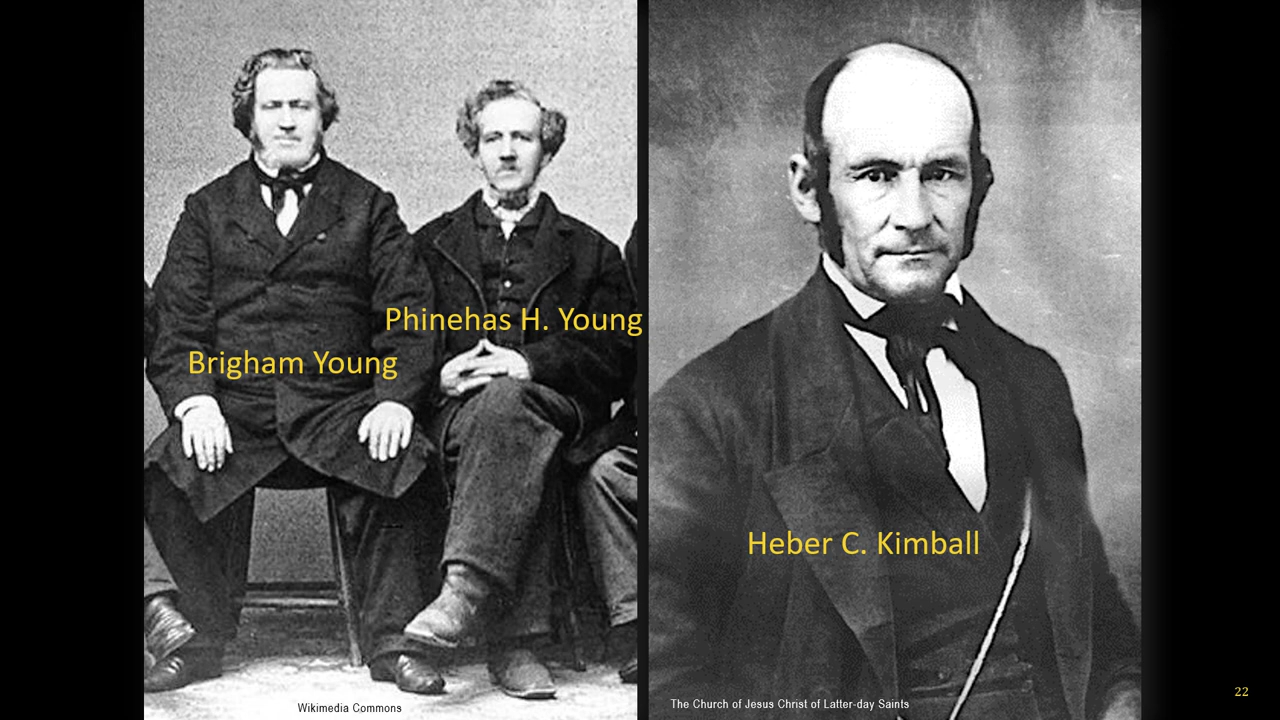 Phinehas H. Young
Brigham Young
Heber C. Kimball
Wikimedia Commons
The Church of Jesus Christ of Latter-day Saints
22